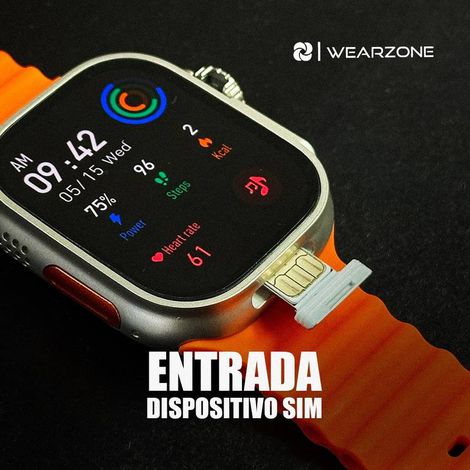 WEARZONE
AM
09:42
05/15 Wed
75%
Power
96
Steps
2
Kcal
Heart rate
61
ENTRADA
DISPOSITIVO SIM